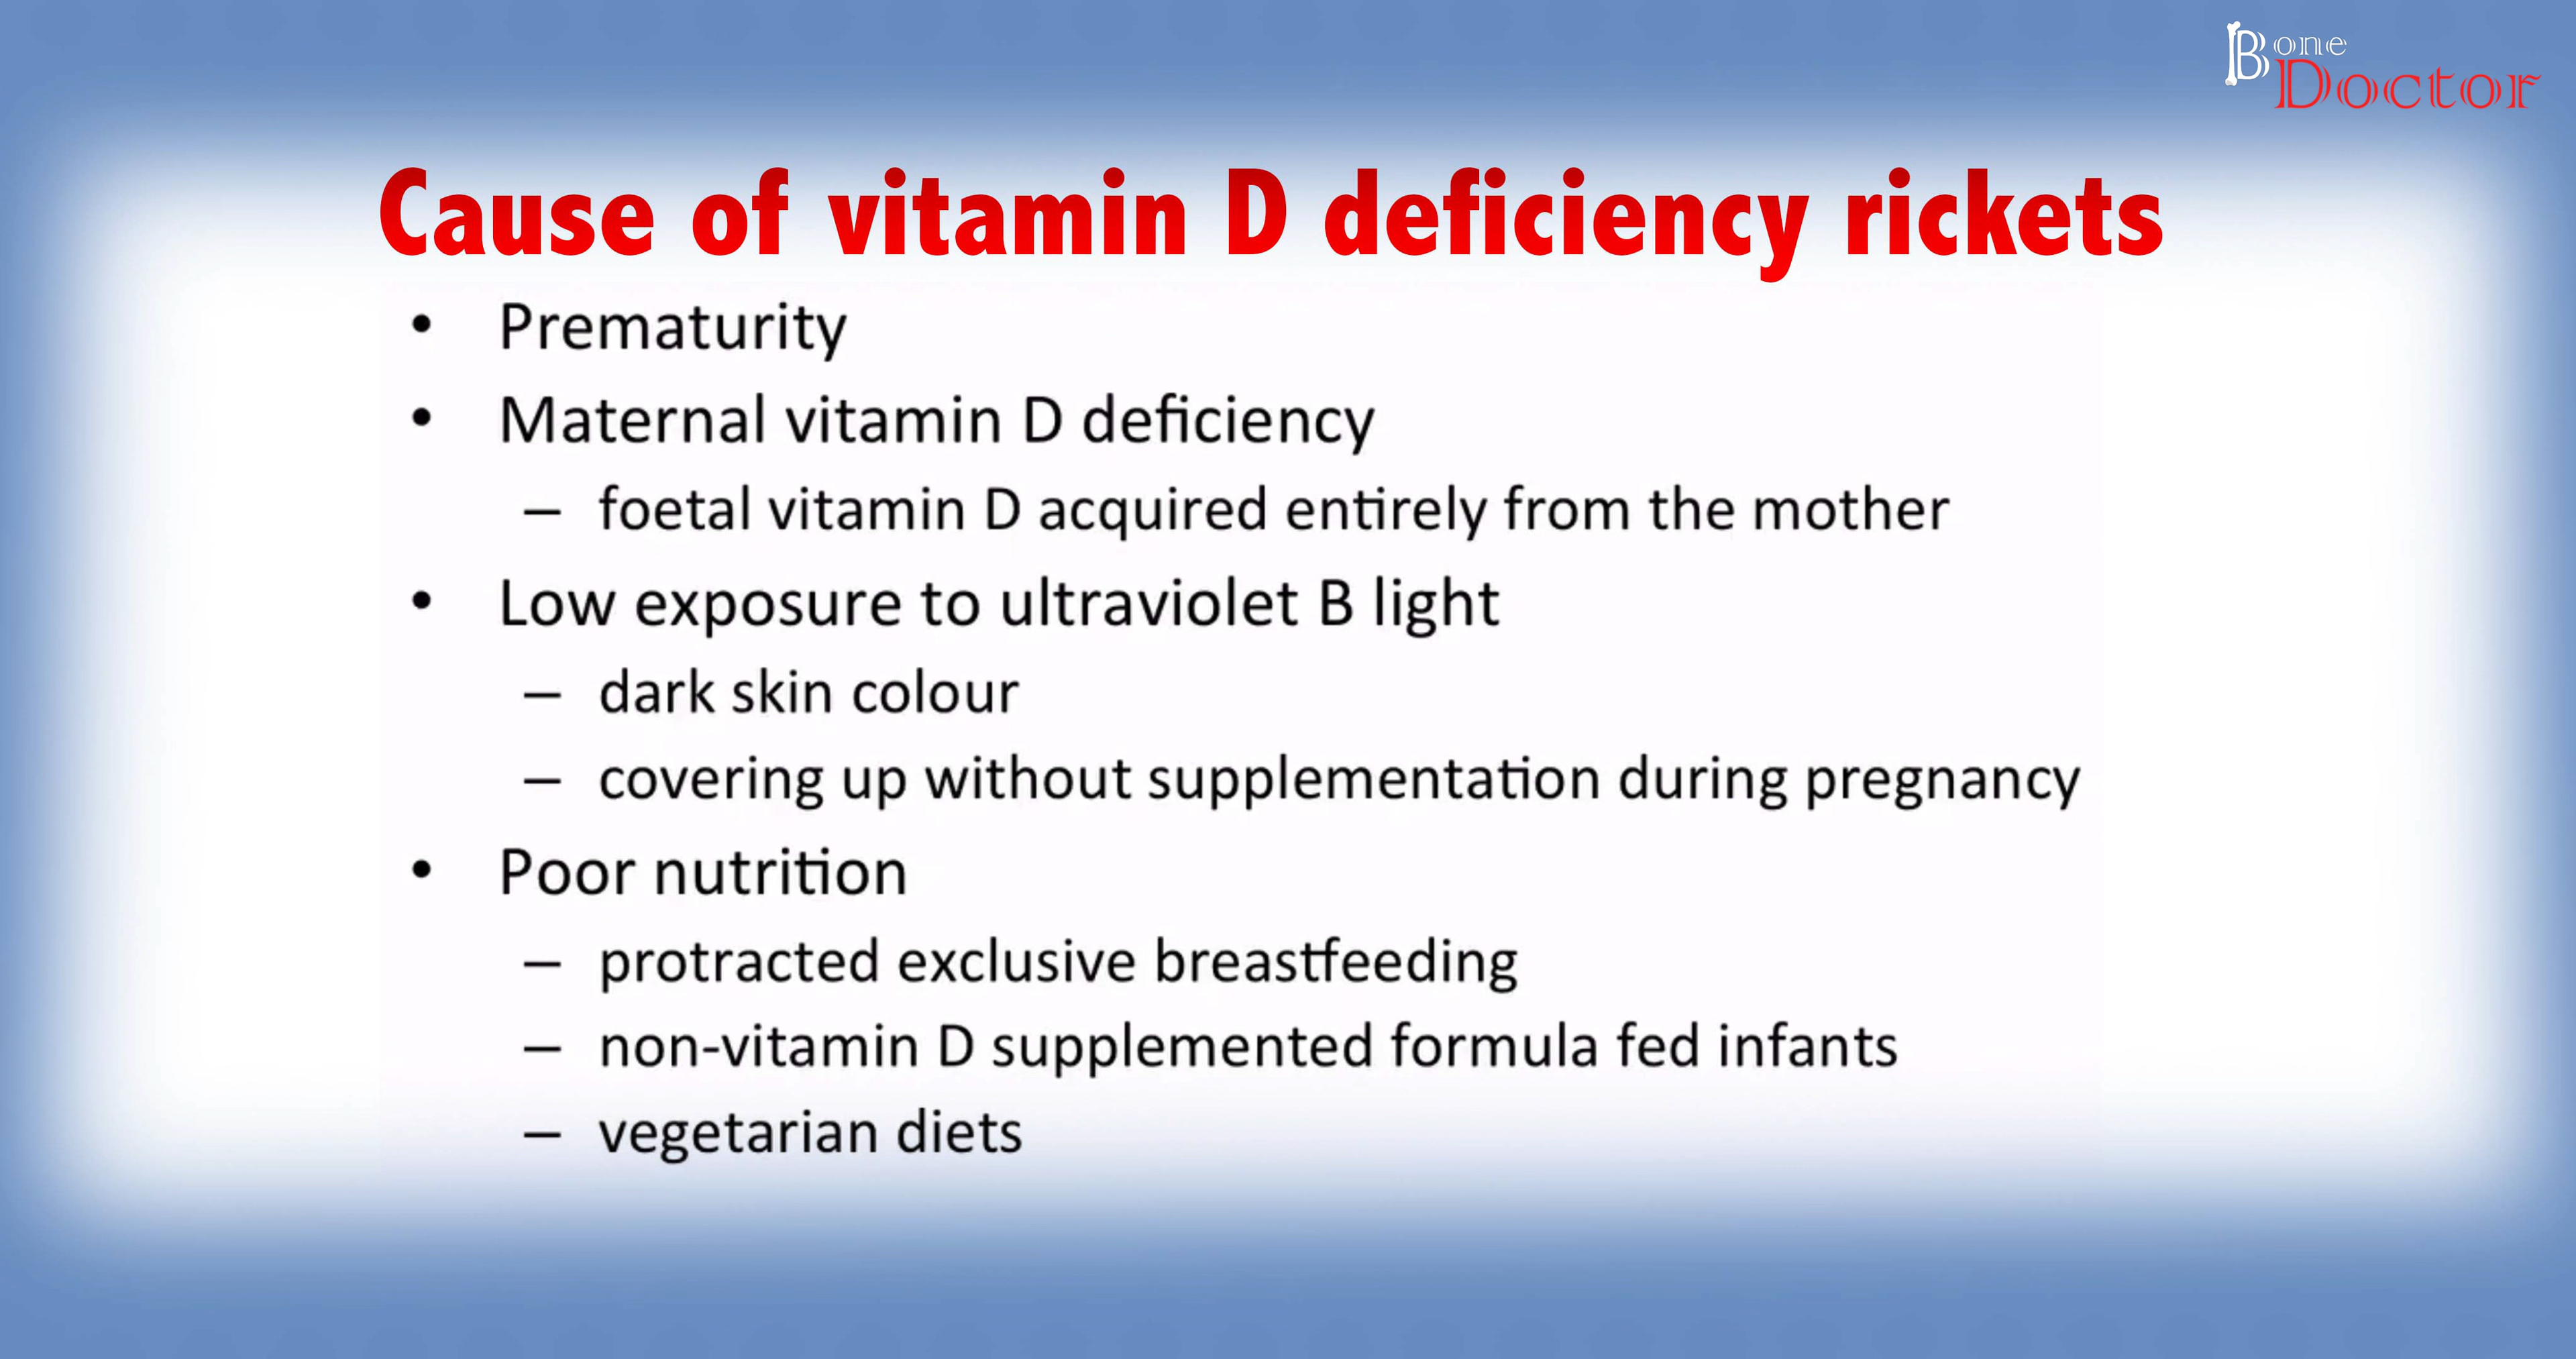 Bone
Doctor
Cause of vitamin D deficiency rickets
• Prematurity
• Maternal vitamin D deficiency
– foetal vitamin D acquired entirely from the mother
• Low exposure to ultraviolet B light
– dark skin colour
– covering up without supplementation during pregnancy
• Poor nutrition
– protracted exclusive breastfeeding
– non-vitamin D supplemented formula fed infants
– vegetarian diets